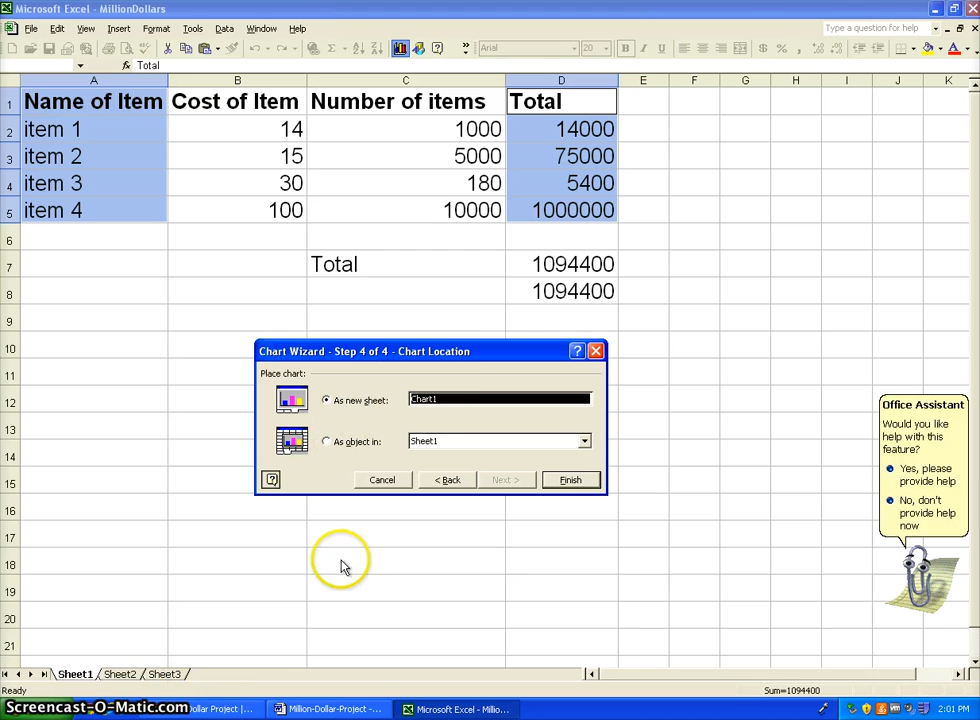 Microsoft Excel - MillionDollars
File Edit View Insert Format Tools Data Window Help
Type a question for help
Arial 20 B I U $ % ,
fx Total
A B C D E F G H I J K
1 Name of Item Cost of Item Number of items Total
2 item 1 14 1000 14000
3 item 2 15 5000 75000
4 item 3 30 180 5400
5 item 4 100 10000 1000000
6
7 Total 1094400
8 1094400
9
10
11
12
13
14
15
16
17
18
19
20
21
Chart Wizard - Step 4 of 4 - Chart Location
Place chart:
As new sheet: Chart1
As object in: Sheet1
Cancel < Back Next > Finish
Office Assistant
Would you like
help with this
feature?
Yes, please
provide help
No, don't
provide help
now
Sheet1 Sheet2 Sheet3
Ready Sum=1094400
Screencast-O-Matic.com
-Dollar Project |... Million-Dollar-Project -... Microsoft Excel - Millio... 2:01 PM